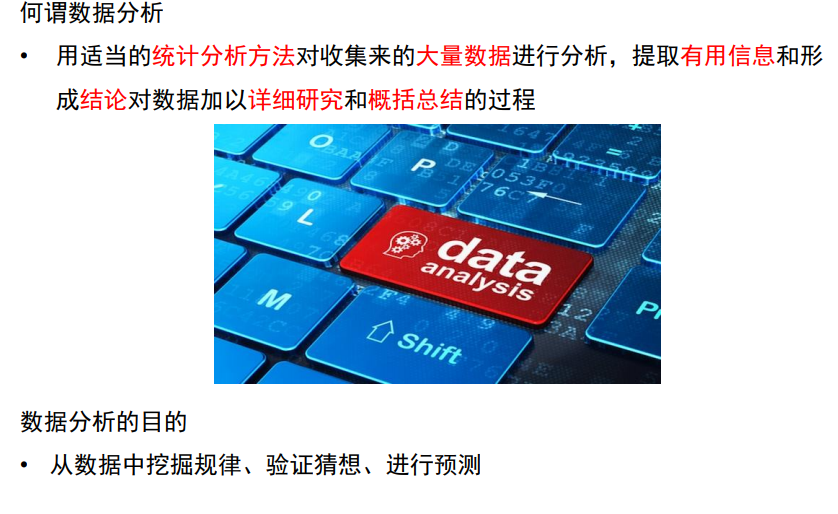 何谓数据分析
• 用适当的统计分析方法对收集来的大量数据进行分析，提取有用信息和形
成结论对数据加以详细研究和概括总结的过程
O
P
L
data
analysis
M
Shift
数据分析的目的
• 从数据中挖掘规律、验证猜想、进行预测